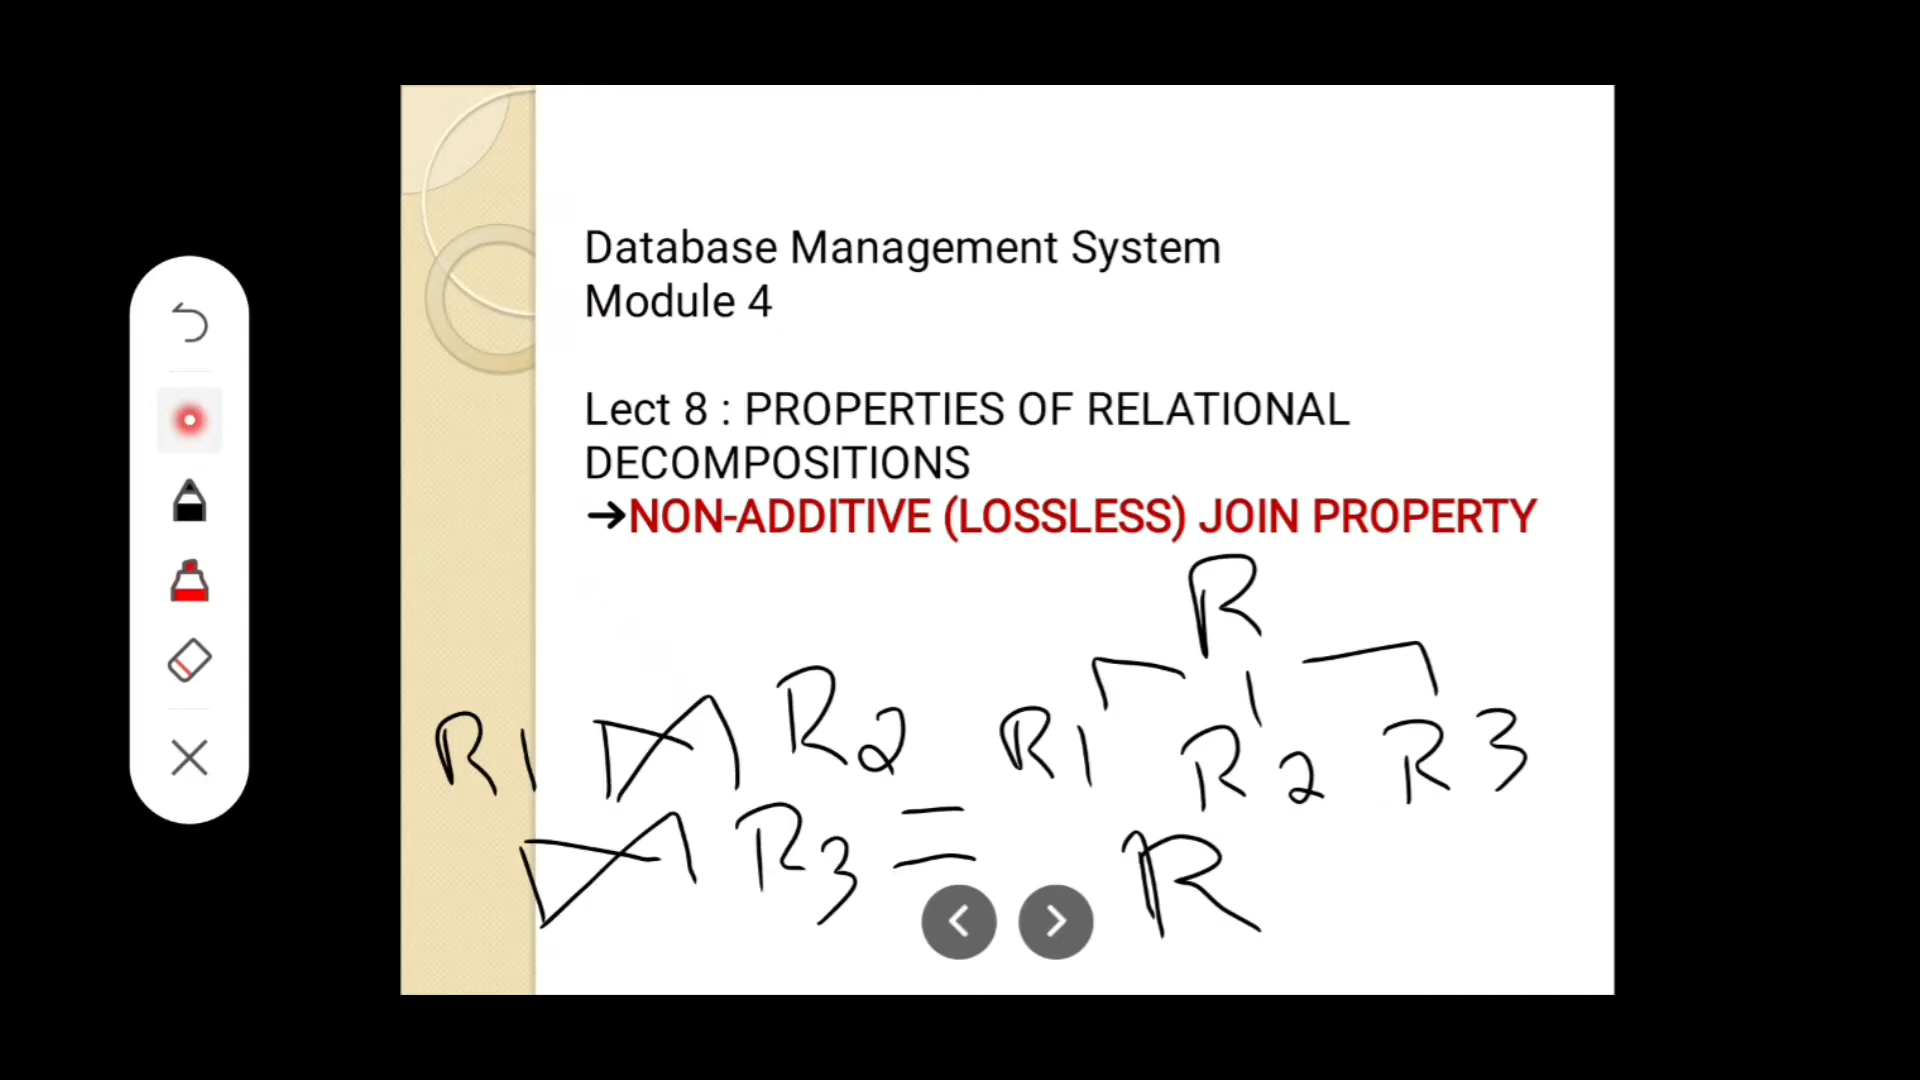 Database Management System
Module 4
Lect 8 : PROPERTIES OF RELATIONAL
DECOMPOSITIONS
→NON-ADDITIVE (LOSSLESS) JOIN PROPERTY
R
R1 R2 R3
R1 ⋈ R2
⋈ R3 = R